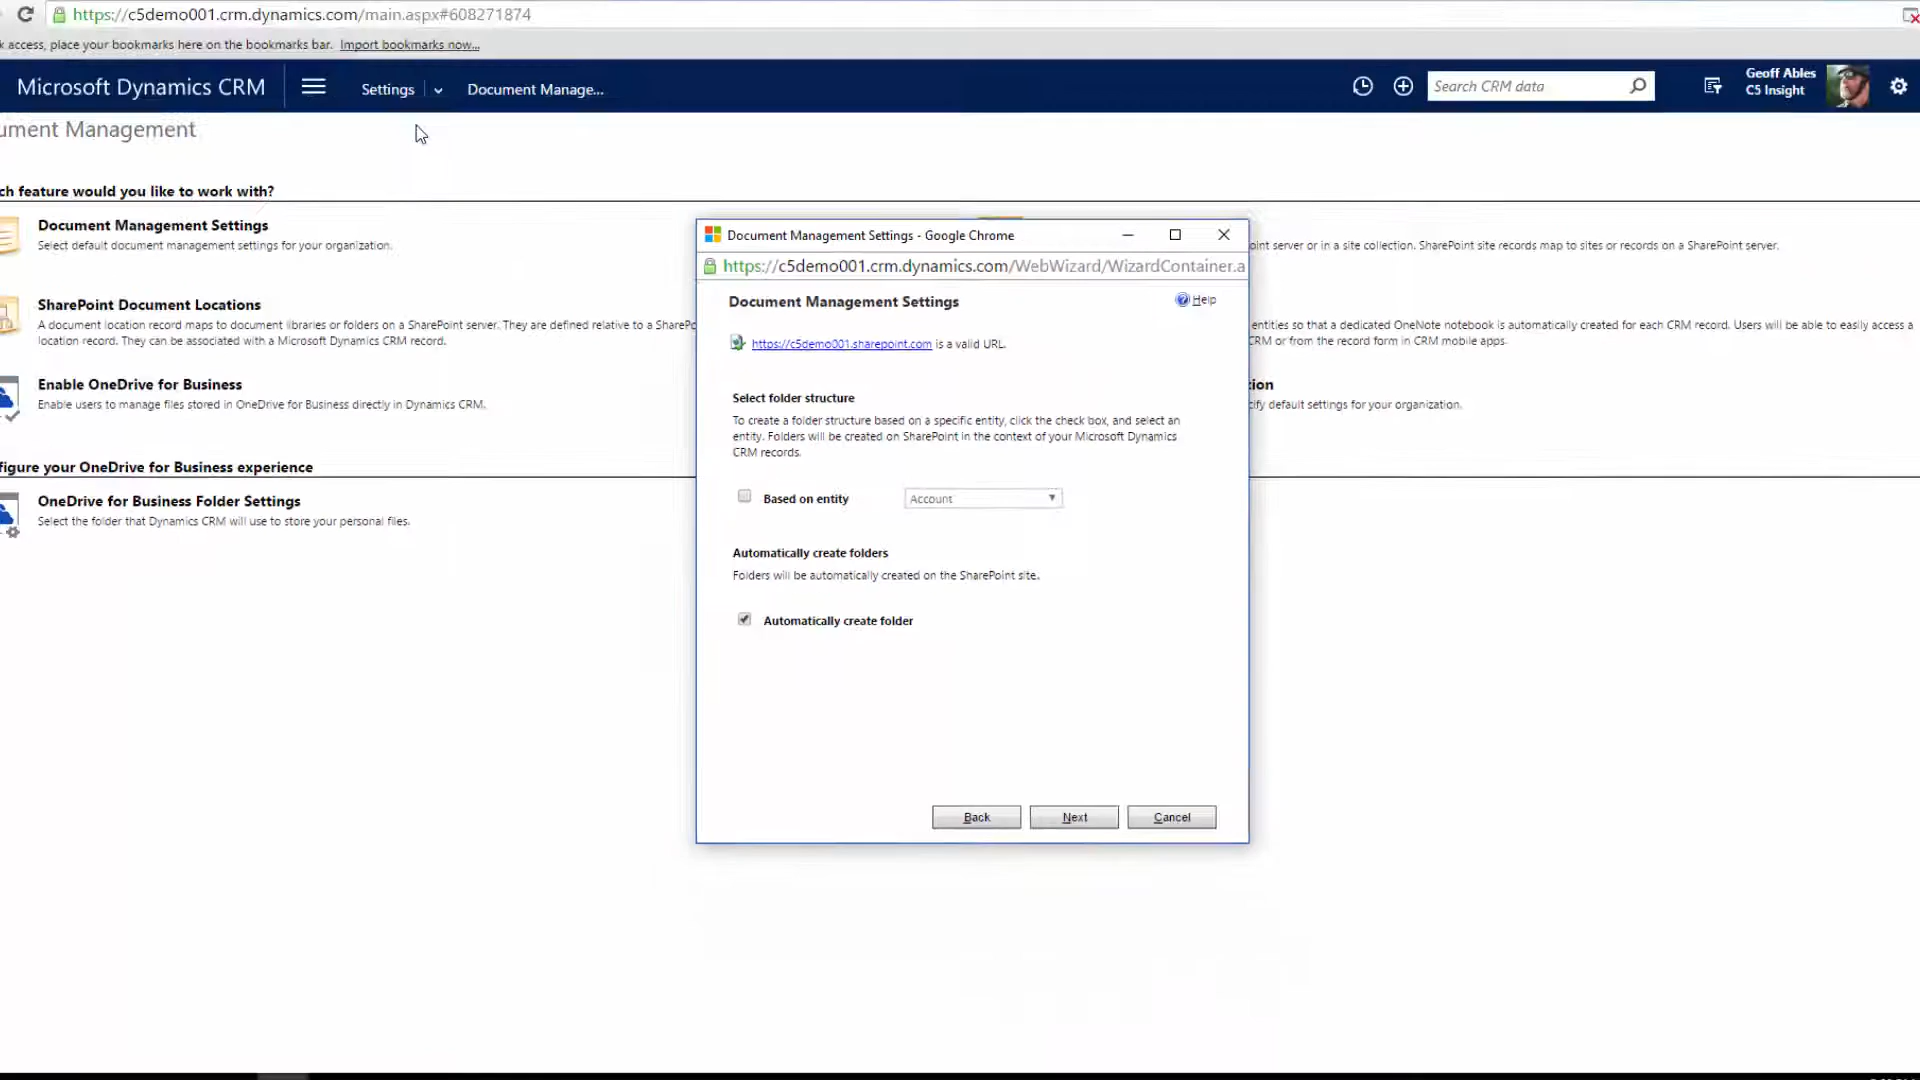 https://c5demo001.crm.dynamics.com/main.aspx#608271874
k access, place your bookmarks here on the bookmarks bar. Import bookmarks now...
Microsoft Dynamics CRM
Settings
Document Manage...
Search CRM data
Geoff Ables
C5 Insight
ument Management
ch feature would you like to work with?
Document Management Settings
Select default document management settings for your organization.
SharePoint Document Locations
A document location record maps to document libraries or folders on a SharePoint server. They are defined relative to a SharePo
location record. They can be associated with a Microsoft Dynamics CRM record.
Enable OneDrive for Business
Enable users to manage files stored in OneDrive for Business directly in Dynamics CRM.
figure your OneDrive for Business experience
OneDrive for Business Folder Settings
Select the folder that Dynamics CRM will use to store your personal files.
oint server or in a site collection. SharePoint site records map to sites or records on a SharePoint server.
entities so that a dedicated OneNote notebook is automatically created for each CRM record. Users will be able to easily access a
CRM or from the record form in CRM mobile apps.
tion
ify default settings for your organization.
Document Management Settings - Google Chrome
https://c5demo001.crm.dynamics.com/WebWizard/WizardContainer.a
Document Management Settings
Help
https://c5demo001.sharepoint.com is a valid URL.
Select folder structure
To create a folder structure based on a specific entity, click the check box, and select an
entity. Folders will be created on SharePoint in the context of your Microsoft Dynamics
CRM records.
Based on entity
Account
Automatically create folders
Folders will be automatically created on the SharePoint site.
Automatically create folder
Back
Next
Cancel